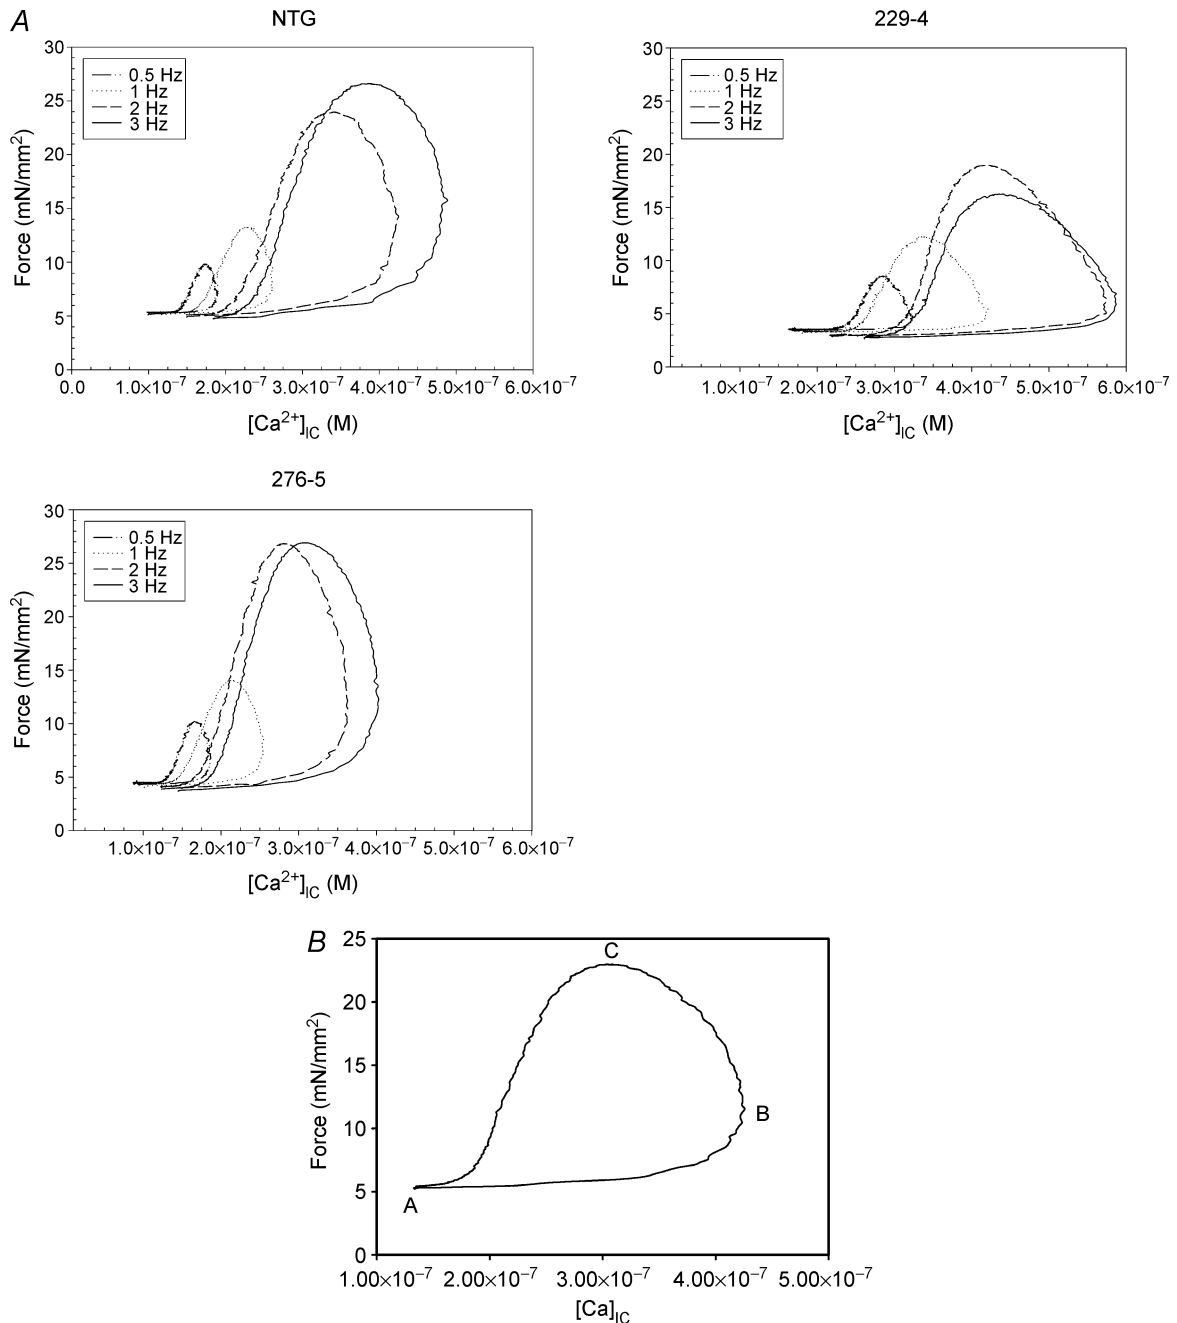 A
NTG
30
25
20
15
10
5
0
Force (mN/mm²)
0.5 Hz
1 Hz
2 Hz
3 Hz
0.0 1.0×10⁻⁷ 2.0×10⁻⁷ 3.0×10⁻⁷ 4.0×10⁻⁷ 5.0×10⁻⁷ 6.0×10⁻⁷
[Ca²⁺]IC (M)
229-4
30
25
20
15
10
5
0
Force (mN/mm²)
0.5 Hz
1 Hz
2 Hz
3 Hz
1.0×10⁻⁷ 2.0×10⁻⁷ 3.0×10⁻⁷ 4.0×10⁻⁷ 5.0×10⁻⁷ 6.0×10⁻⁷
[Ca²⁺]IC (M)
276-5
30
25
20
15
10
5
0
Force (mN/mm²)
0.5 Hz
1 Hz
2 Hz
3 Hz
1.0×10⁻⁷ 2.0×10⁻⁷ 3.0×10⁻⁷ 4.0×10⁻⁷ 5.0×10⁻⁷ 6.0×10⁻⁷
[Ca²⁺]IC (M)
B
25
20
15
10
5
0
Force (mN/mm²)
C
B
A
1.00×10⁻⁷ 2.00×10⁻⁷ 3.00×10⁻⁷ 4.00×10⁻⁷ 5.00×10⁻⁷
[Ca]IC